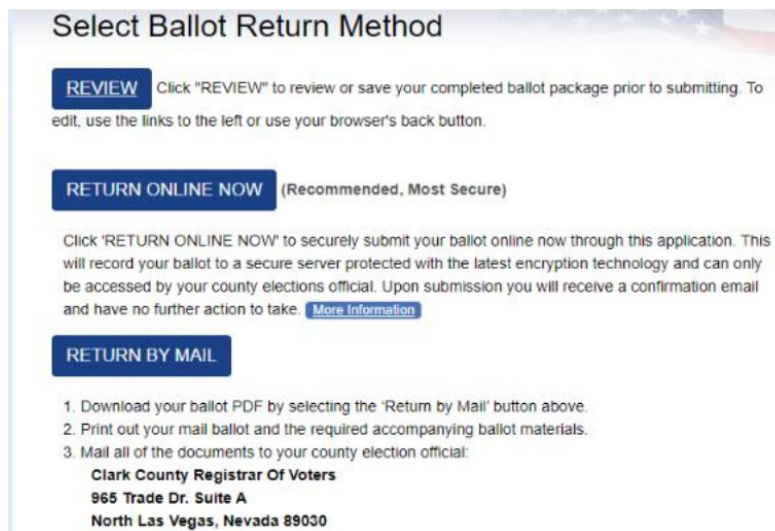 Select Ballot Return Method
REVIEW Click "REVIEW" to review or save your completed ballot package prior to submitting. To
edit, use the links to the left or use your browser's back button.
RETURN ONLINE NOW (Recommended, Most Secure)
Click 'RETURN ONLINE NOW' to securely submit your ballot online now through this application. This
will record your ballot to a secure server protected with the latest encryption technology and can only
be accessed by your county elections official. Upon submission you will receive a confirmation email
and have no further action to take. More Information
RETURN BY MAIL
1. Download your ballot PDF by selecting the 'Return by Mail' button above.
2. Print out your mail ballot and the required accompanying ballot materials.
3. Mail all of the documents to your county election official:
Clark County Registrar Of Voters
965 Trade Dr. Suite A
North Las Vegas, Nevada 89030